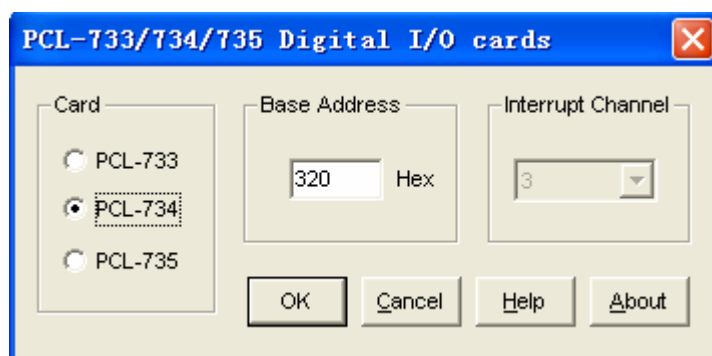 PCL-733/734/735 Digital I/O cards
Card
PCL-733
PCL-734
PCL-735
Base Address
320 Hex
Interrupt Channel
3
OK Cancel Help About